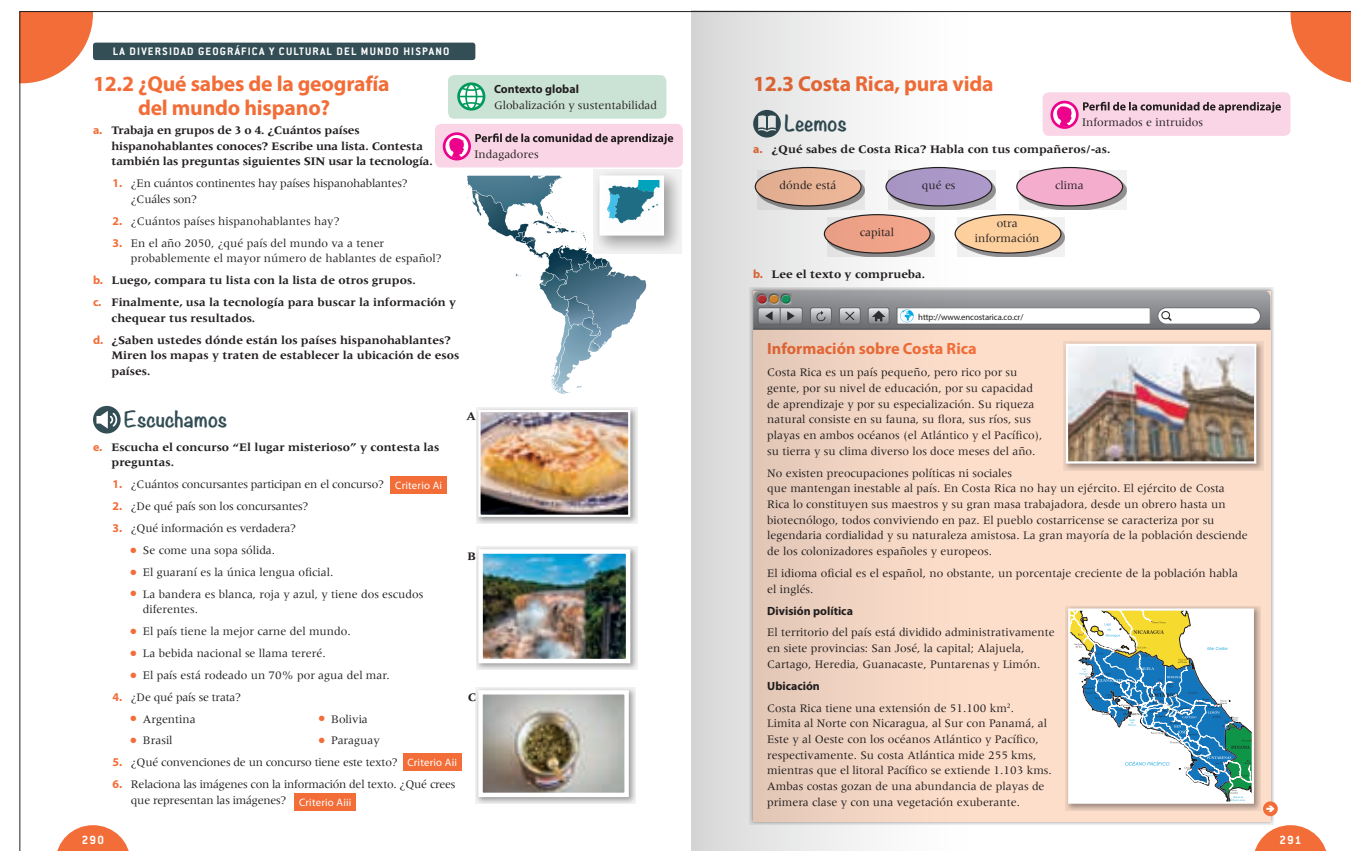 LA DIVERSIDAD GEOGRÁFICA Y CULTURAL DEL MUNDO HISPANO
12.2 ¿Qué sabes de la geografía
del mundo hispano?
Contexto global
Globalización y sustentabilidad
Perfil de la comunidad de aprendizaje
Indagadores
a. Trabaja en grupos de 3 o 4. ¿Cuántos países
hispanohablantes conoces? Escribe una lista. Contesta
también las preguntas siguientes SIN usar la tecnología.
1. ¿En cuántos continentes hay países hispanohablantes?
¿Cuáles son?
2. ¿Cuántos países hispanohablantes hay?
3. En el año 2050, ¿qué país del mundo va a tener
probablemente el mayor número de hablantes de español?
b. Luego, compara tu lista con la lista de otros grupos.
c. Finalmente, usa la tecnología para buscar la información y
chequear tus resultados.
d. ¿Saben ustedes dónde están los países hispanohablantes?
Miren los mapas y traten de establecer la ubicación de esos
países.
Escuchamos
e. Escucha el concurso “El lugar misterioso” y contesta las
preguntas.
1. ¿Cuántos concursantes participan en el concurso? Criterio Ai
2. ¿De qué país son los concursantes?
3. ¿Qué información es verdadera?
• Se come una sopa sólida.
• El guaraní es la única lengua oficial.
• La bandera es blanca, roja y azul, y tiene dos escudos
diferentes.
• El país tiene la mejor carne del mundo.
• La bebida nacional se llama tereré.
• El país está rodeado un 70% por agua del mar.
4. ¿De qué país se trata?
• Argentina • Bolivia
• Brasil • Paraguay
5. ¿Qué convenciones de un concurso tiene este texto? Criterio Aii
6. Relaciona las imágenes con la información del texto. ¿Qué crees
que representan las imágenes? Criterio Aiii
A
B
C
290
12.3 Costa Rica, pura vida
Perfil de la comunidad de aprendizaje
Informados e intruidos
Leemos
a. ¿Qué sabes de Costa Rica? Habla con tus compañeros/-as.
dónde está
qué es
clima
capital
otra
información
b. Lee el texto y comprueba.
http://www.encostarica.co.cr/
Información sobre Costa Rica
Costa Rica es un país pequeño, pero rico por su
gente, por su nivel de educación, por su capacidad
de aprendizaje y por su especialización. Su riqueza
natural consiste en su fauna, su flora, sus ríos, sus
playas en ambos océanos (el Atlántico y el Pacífico),
su tierra y su clima diverso los doce meses del año.
No existen preocupaciones políticas ni sociales
que mantengan inestable al país. En Costa Rica no hay un ejército. El ejército de Costa
Rica lo constituyen sus maestros y su gran masa trabajadora, desde un obrero hasta un
biotecnólogo, todos conviviendo en paz. El pueblo costarricense se caracteriza por su
legendaria cordialidad y su naturaleza amistosa. La gran mayoría de la población desciende
de los colonizadores españoles y europeos.
El idioma oficial es el español, no obstante, un porcentaje creciente de la población habla
el inglés.
División política
El territorio del país está dividido administrativamente
en siete provincias: San José, la capital; Alajuela,
Cartago, Heredia, Guanacaste, Puntarenas y Limón.
Ubicación
Costa Rica tiene una extensión de 51.100 km².
Limita al Norte con Nicaragua, al Sur con Panamá, al
Este y al Oeste con los océanos Atlántico y Pacífico,
respectivamente. Su costa Atlántica mide 255 kms,
mientras que el litoral Pacífico se extiende 1.103 kms.
Ambas costas gozan de una abundancia de playas de
primera clase y con una vegetación exuberante.
NICARAGUA
Mar Caribe
OCÉANO PACÍFICO
PUNTARENAS
291